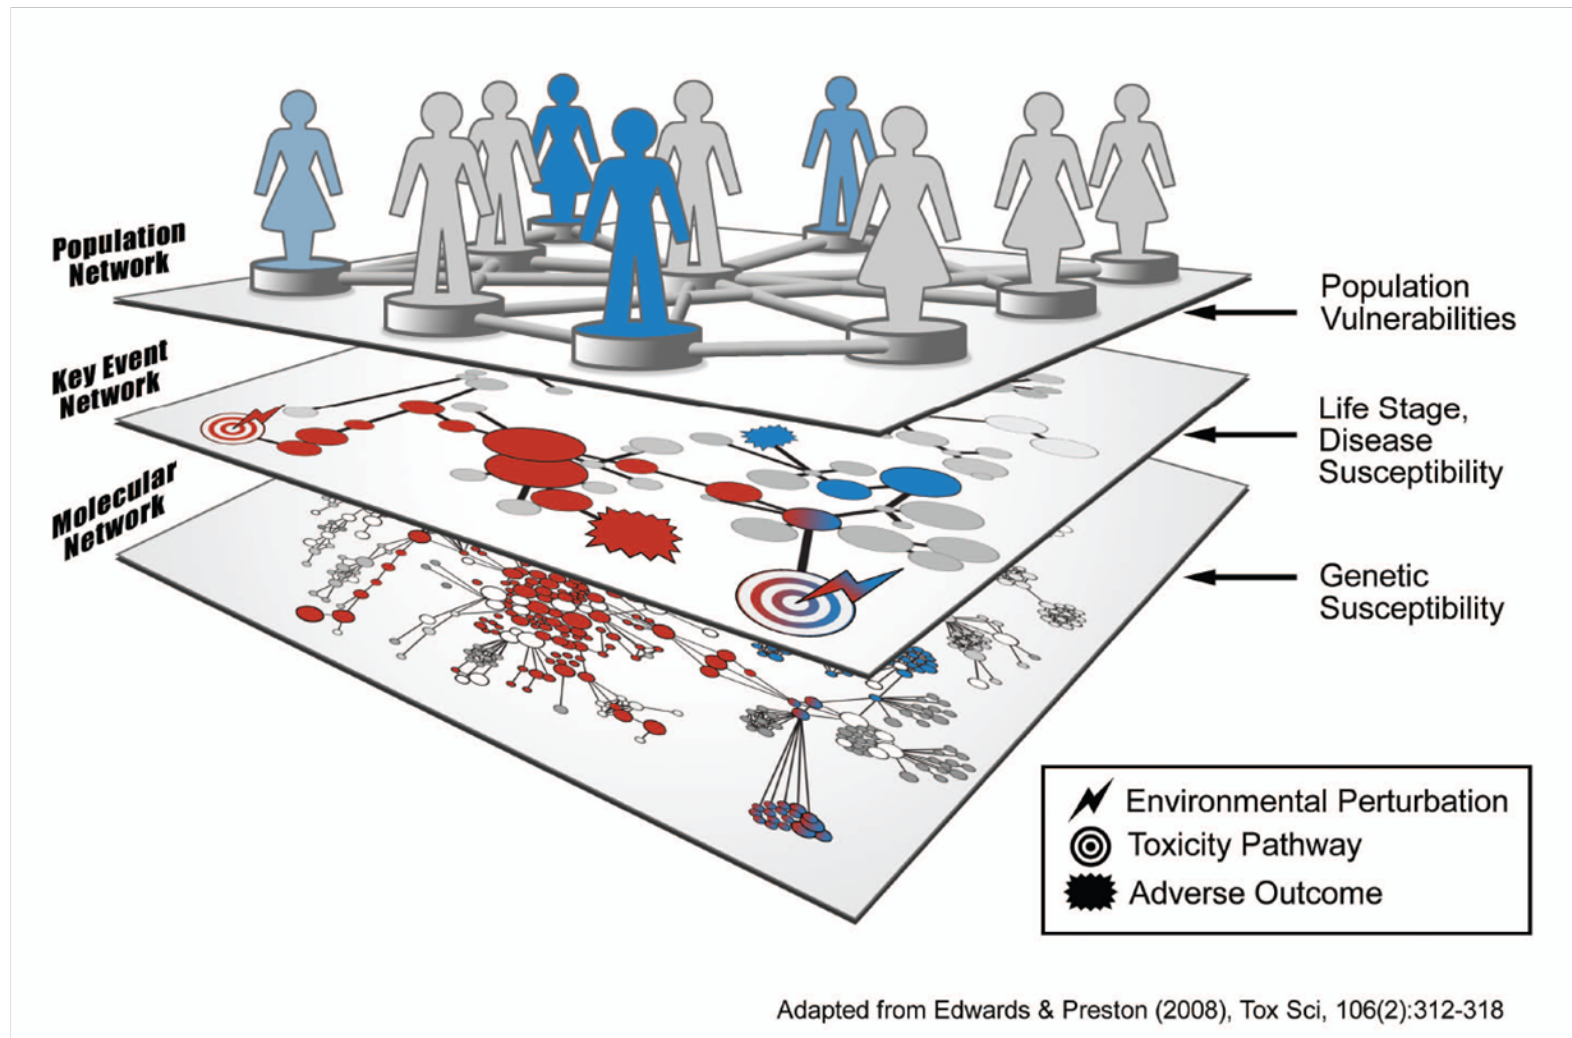 Population
Network
Key Event
Network
Molecular
Network
Population
Vulnerabilities
Life Stage,
Disease
Susceptibility
Genetic
Susceptibility
Environmental Perturbation
Toxicity Pathway
Adverse Outcome
Adapted from Edwards & Preston (2008), Tox Sci, 106(2):312-318